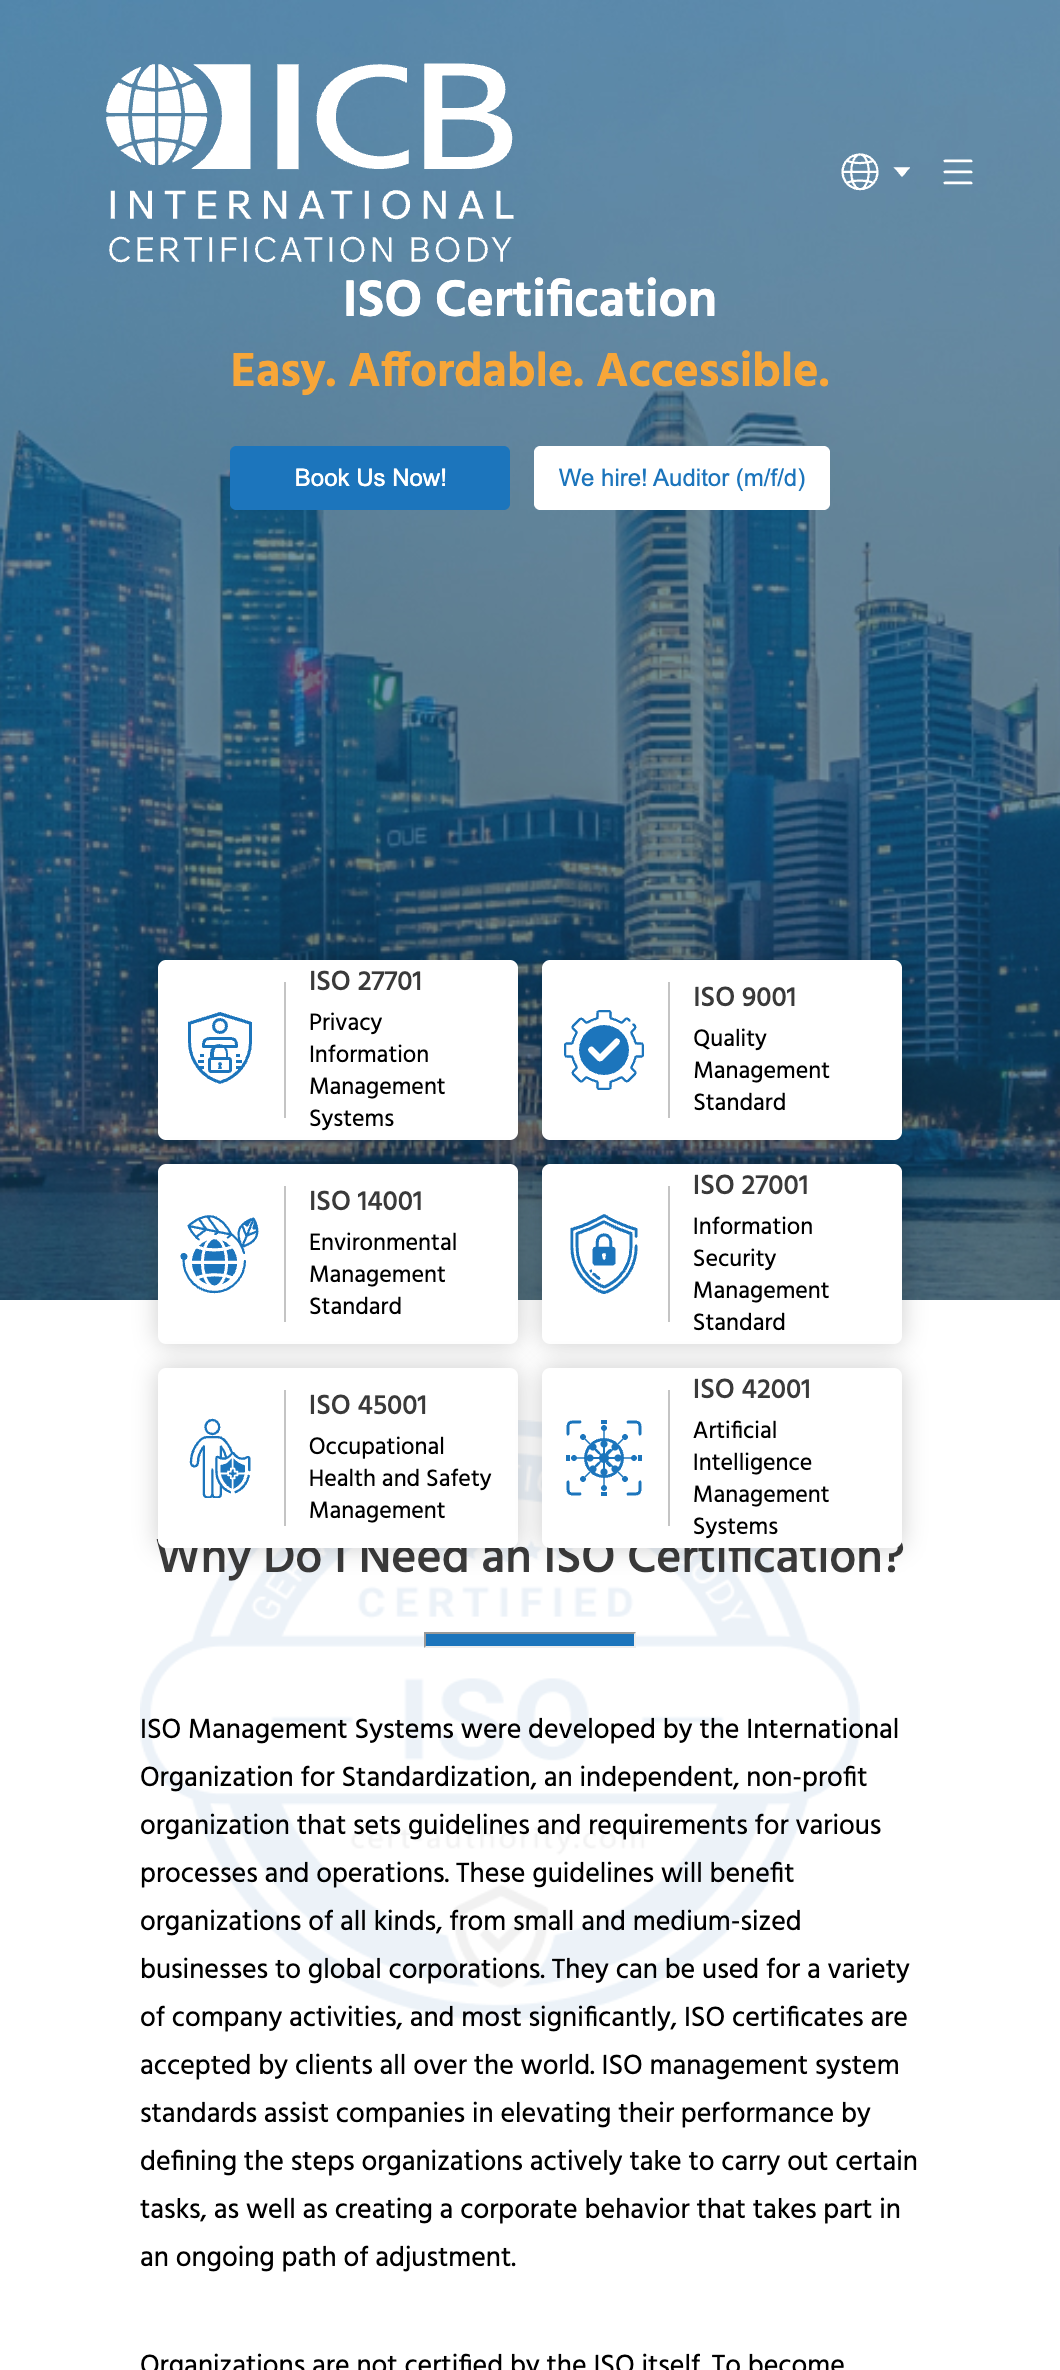 ICB
INTERNATIONAL
CERTIFICATION BODY
ISO Certification
Easy. Affordable. Accessible.
Book Us Now!
We hire! Auditor (m/f/d)
OUE
ISO 27701
Privacy
Information
Management
Systems
ISO 9001
Quality
Management
Standard
ISO 14001
Environmental
Management
Standard
ISO 27001
Information
Security
Management
Standard
ISO 45001
Occupational
Health and Safety
Management
ISO 42001
Artificial
Intelligence
Management
Systems
Why Do I Need an ISO Certification?
CERTIFIED
ISO
ISO Management Systems were developed by the International
Organization for Standardization, an independent, non-profit
organization that sets guidelines and requirements for various
cert-authority.com
processes and operations. These guidelines will benefit
organizations of all kinds, from small and medium-sized
businesses to global corporations. They can be used for a variety
of company activities, and most significantly, ISO certificates are
accepted by clients all over the world. ISO management system
standards assist companies in elevating their performance by
defining the steps organizations actively take to carry out certain
tasks, as well as creating a corporate behavior that takes part in
an ongoing path of adjustment.
Organizations are not certified by the ISO itself. To become